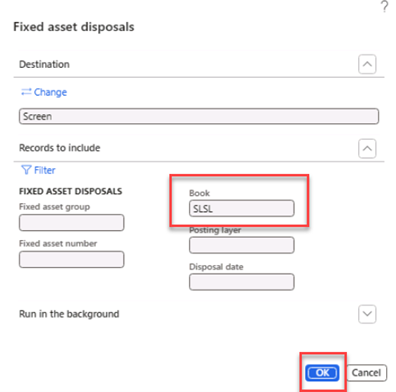 ?
Fixed asset disposals
Destination
Change
Screen
Records to include
Filter
FIXED ASSET DISPOSALS
Fixed asset group
Fixed asset number
Book
SLSL
Posting layer
Disposal date
Run in the background
OK
Cancel